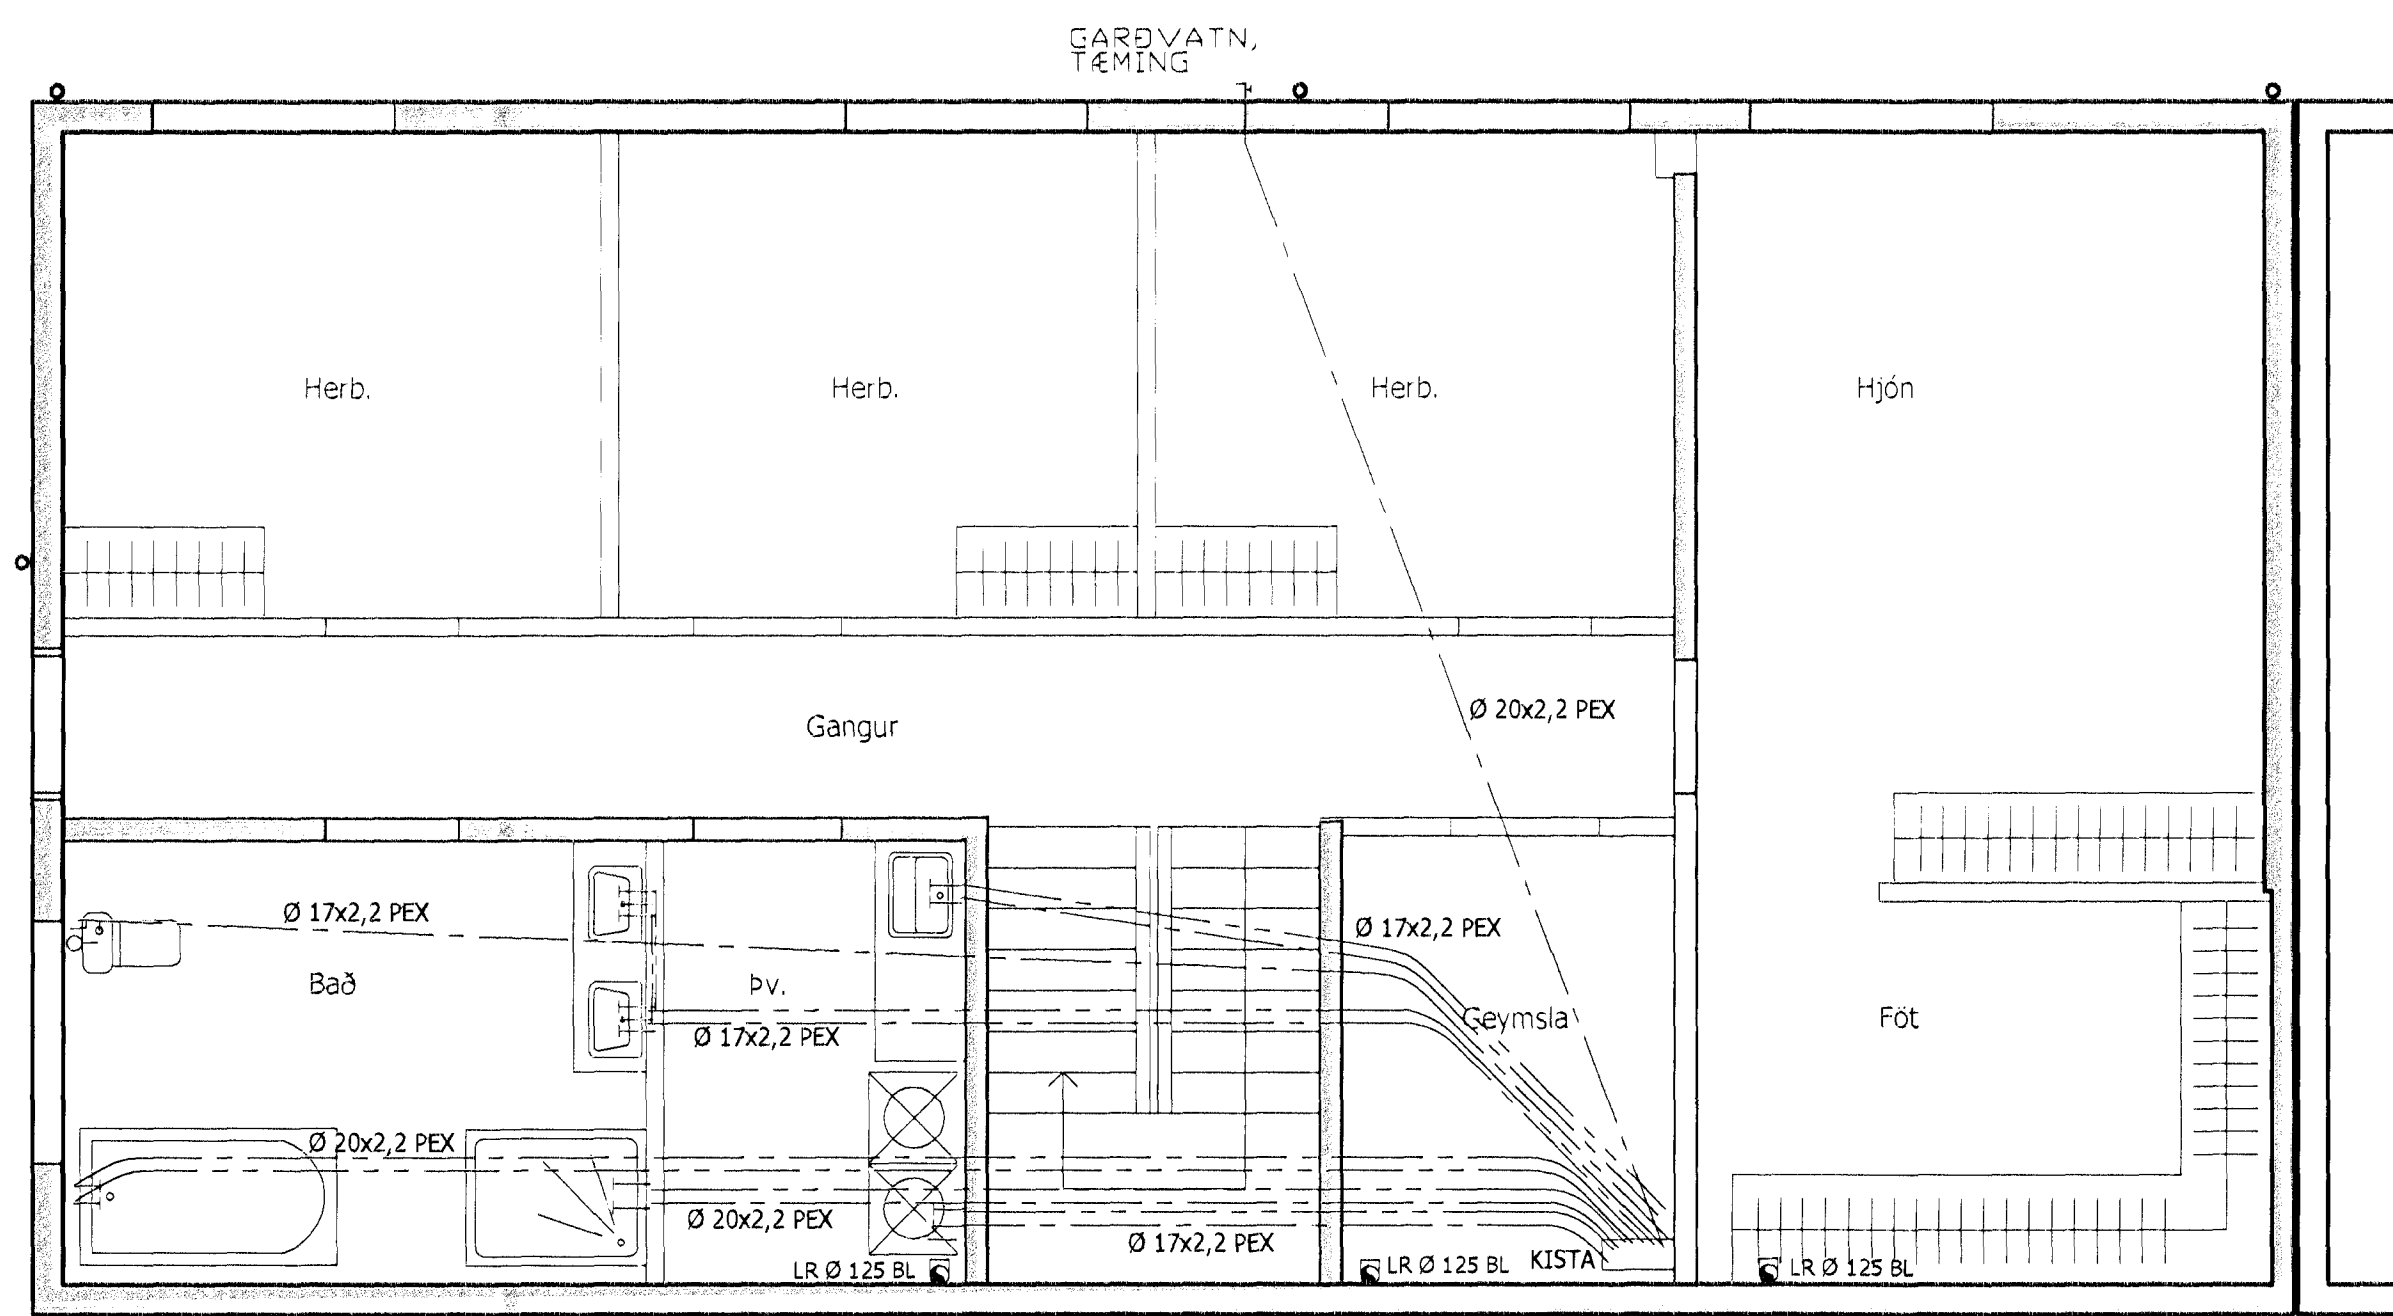 GARÐVATN,
TÆMING
Herb.
Herb.
Herb.
Hjón
Ø 20x2,2 PEX
Gangur
Ø 17x2,2 PEX
Ø 17x2,2 PEX
Bað
Þv.
Geymsla
Föt
Ø 17x2,2 PEX
Ø 20x2,2 PEX
Ø 20x2,2 PEX
Ø 17x2,2 PEX
LR Ø 125 BL
LR Ø 125 BL
KISTA
LR Ø 125 BL